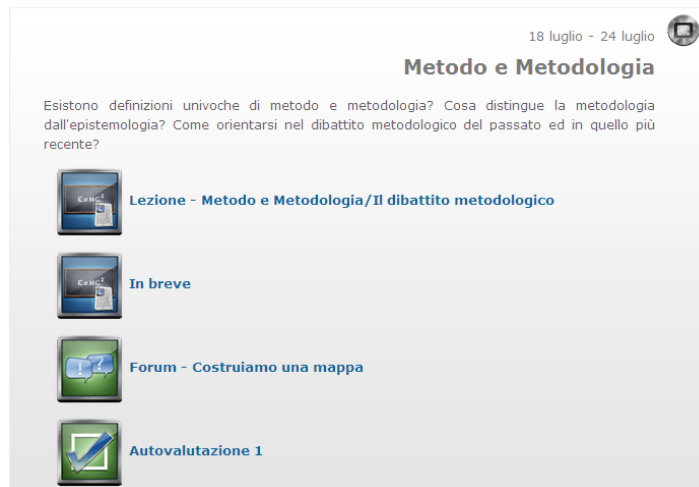 18 luglio - 24 luglio
Metodo e Metodologia
Esistono definizioni univoche di metodo e metodologia? Cosa distingue la metodologia
dall'epistemologia? Come orientarsi nel dibattito metodologico del passato ed in quello più
recente?
Lezione - Metodo e Metodologia/Il dibattito metodologico
In breve
Forum - Costruiamo una mappa
Autovalutazione 1